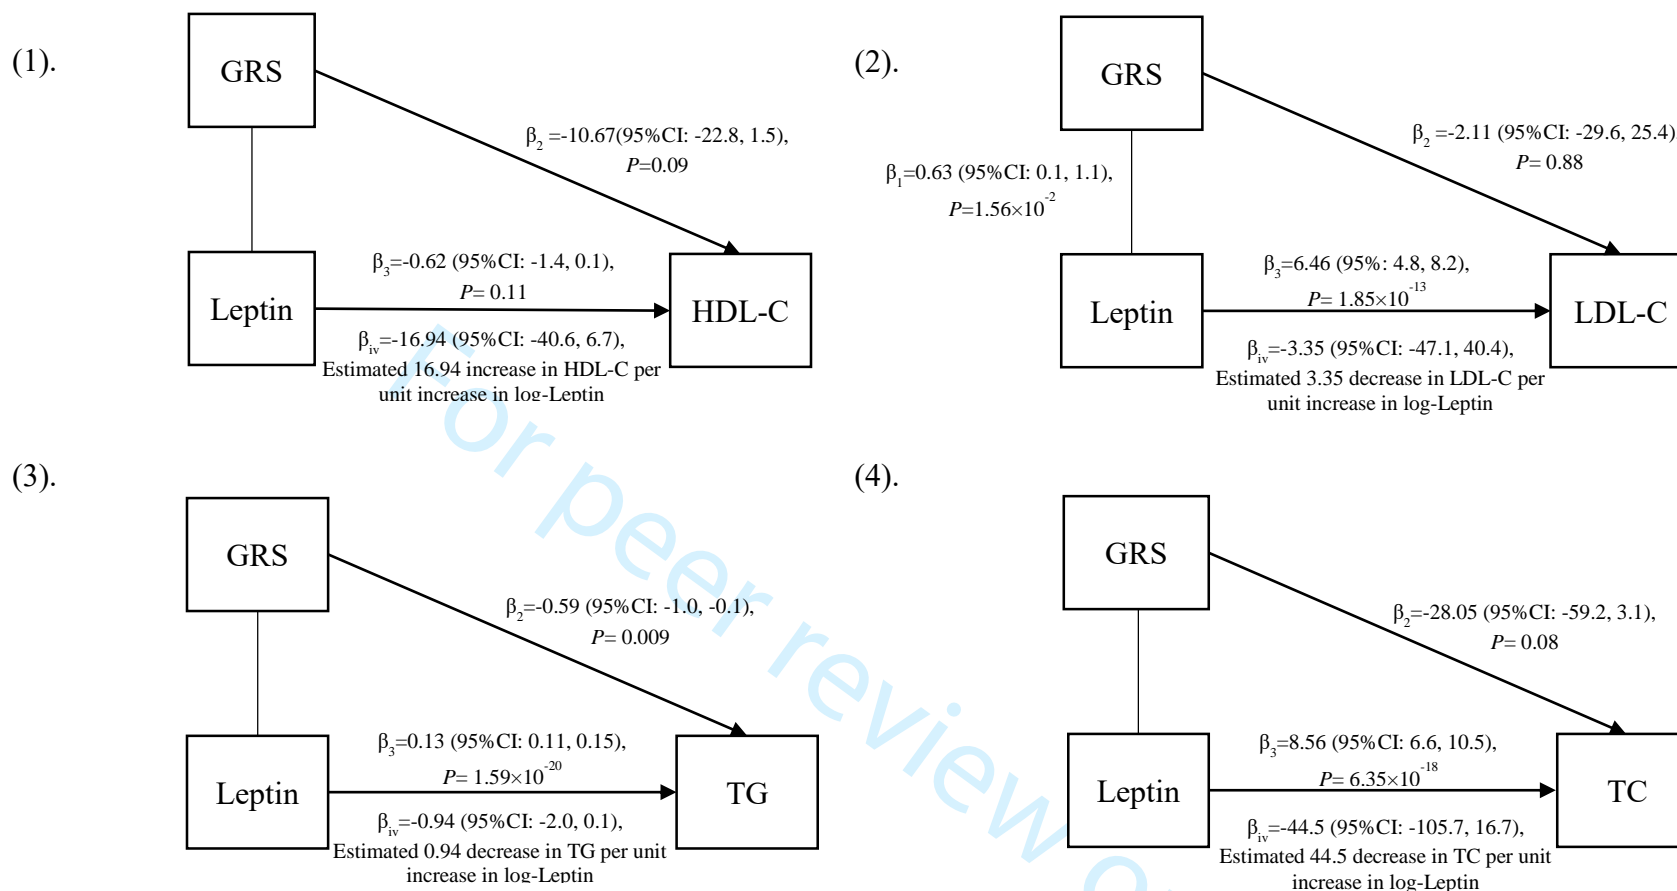 (1).
GRS
β2 =-10.67(95%CI: -22.8, 1.5),
P=0.09
β3=-0.62 (95%CI: -1.4, 0.1),
P= 0.11
Leptin
HDL-C
βiv=-16.94 (95%CI: -40.6, 6.7),
Estimated 16.94 increase in HDL-C per
unit increase in log-Leptin
(2).
GRS
β2 =-2.11 (95%CI: -29.6, 25.4)
P= 0.88
β1=0.63 (95%CI: 0.1, 1.1),
P=1.56×10-2
β3=6.46 (95%: 4.8, 8.2),
P= 1.85×10-13
Leptin
LDL-C
βiv=-3.35 (95%CI: -47.1, 40.4),
Estimated 3.35 decrease in LDL-C per
unit increase in log-Leptin
(3).
GRS
β2=-0.59 (95%CI: -1.0, -0.1),
P= 0.009
β3=0.13 (95%CI: 0.11, 0.15),
P= 1.59×10-20
Leptin
TG
βiv=-0.94 (95%CI: -2.0, 0.1),
Estimated 0.94 decrease in TG per unit
increase in log-Leptin
(4).
GRS
β2=-28.05 (95%CI: -59.2, 3.1),
P= 0.08
β3=8.56 (95%CI: 6.6, 10.5),
P= 6.35×10-18
Leptin
TC
βiv=-44.5 (95%CI: -105.7, 16.7),
Estimated 44.5 decrease in TC per unit
increase in log-Leptin
For peer review